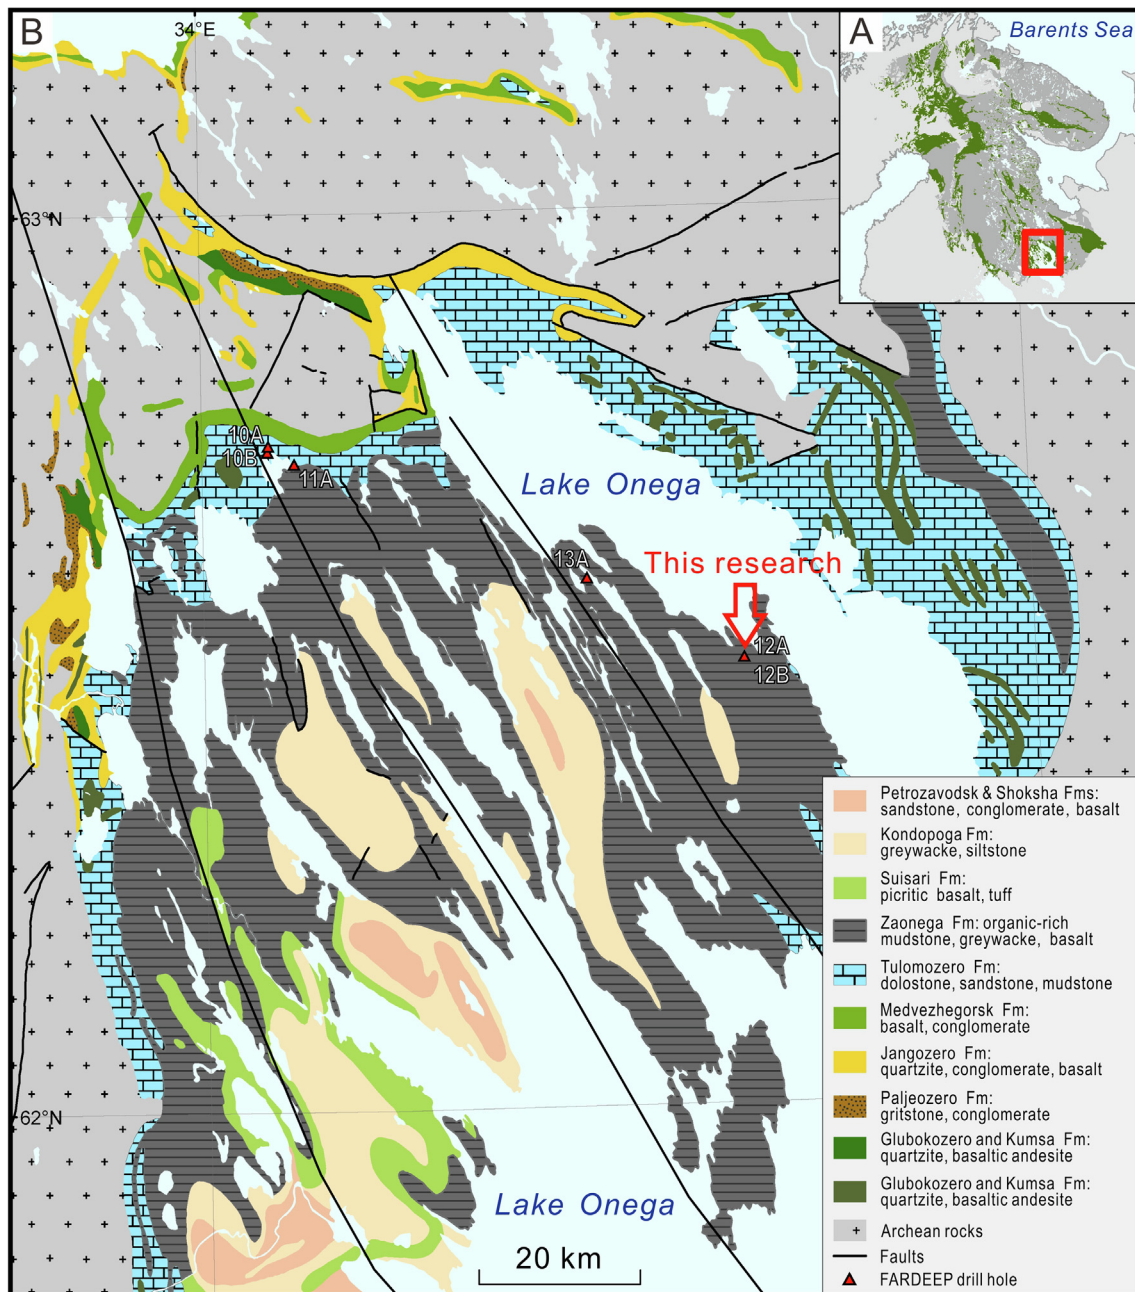 B
34°E
A
Barents Sea
63°N
10A
10B
11A
Lake Onega
13A
This research
12A
12B
62°N
Lake Onega
20 km
Petrozavodsk & Shoksha Fms:
sandstone, conglomerate, basalt
Kondopoga Fm:
greywacke, siltstone
Suisari Fm:
picritic basalt, tuff
Zaonega Fm: organic-rich
mudstone, greywacke, basalt
Tulomozero Fm:
dolostone, sandstone, mudstone
Medvezhegorsk Fm:
basalt, conglomerate
Jangozero Fm:
quartzite, conglomerate, basalt
Paljeozero Fm:
gritstone, conglomerate
Glubokozero and Kumsa Fm:
quartzite, basaltic andesite
Glubokozero and Kumsa Fm:
quartzite, basaltic andesite
Archean rocks
Faults
FARDEEP drill hole